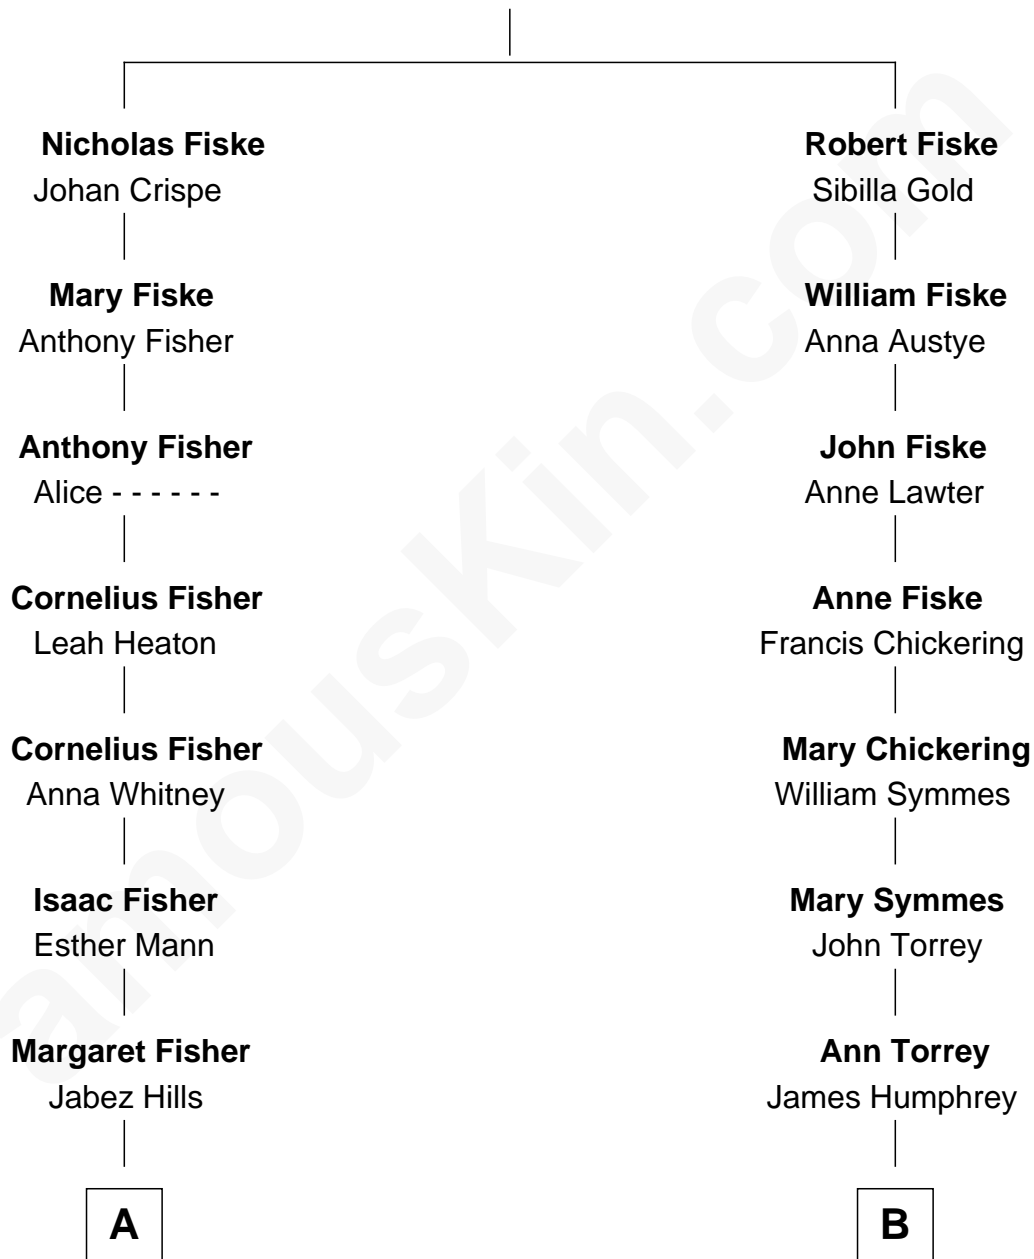 Nicholas Fiske
Johan Crispe
Mary Fiske
Anthony Fisher
Anthony Fisher
Alice - - - - - -
Cornelius Fisher
Leah Heaton
Cornelius Fisher
Anna Whitney
Isaac Fisher
Esther Mann
Margaret Fisher
Jabez Hills
A
Robert Fiske
Sibilla Gold
William Fiske
Anna Austye
John Fiske
Anne Lawter
Anne Fiske
Francis Chickering
Mary Chickering
William Symmes
Mary Symmes
John Torrey
Ann Torrey
James Humphrey
B
amouskin.com